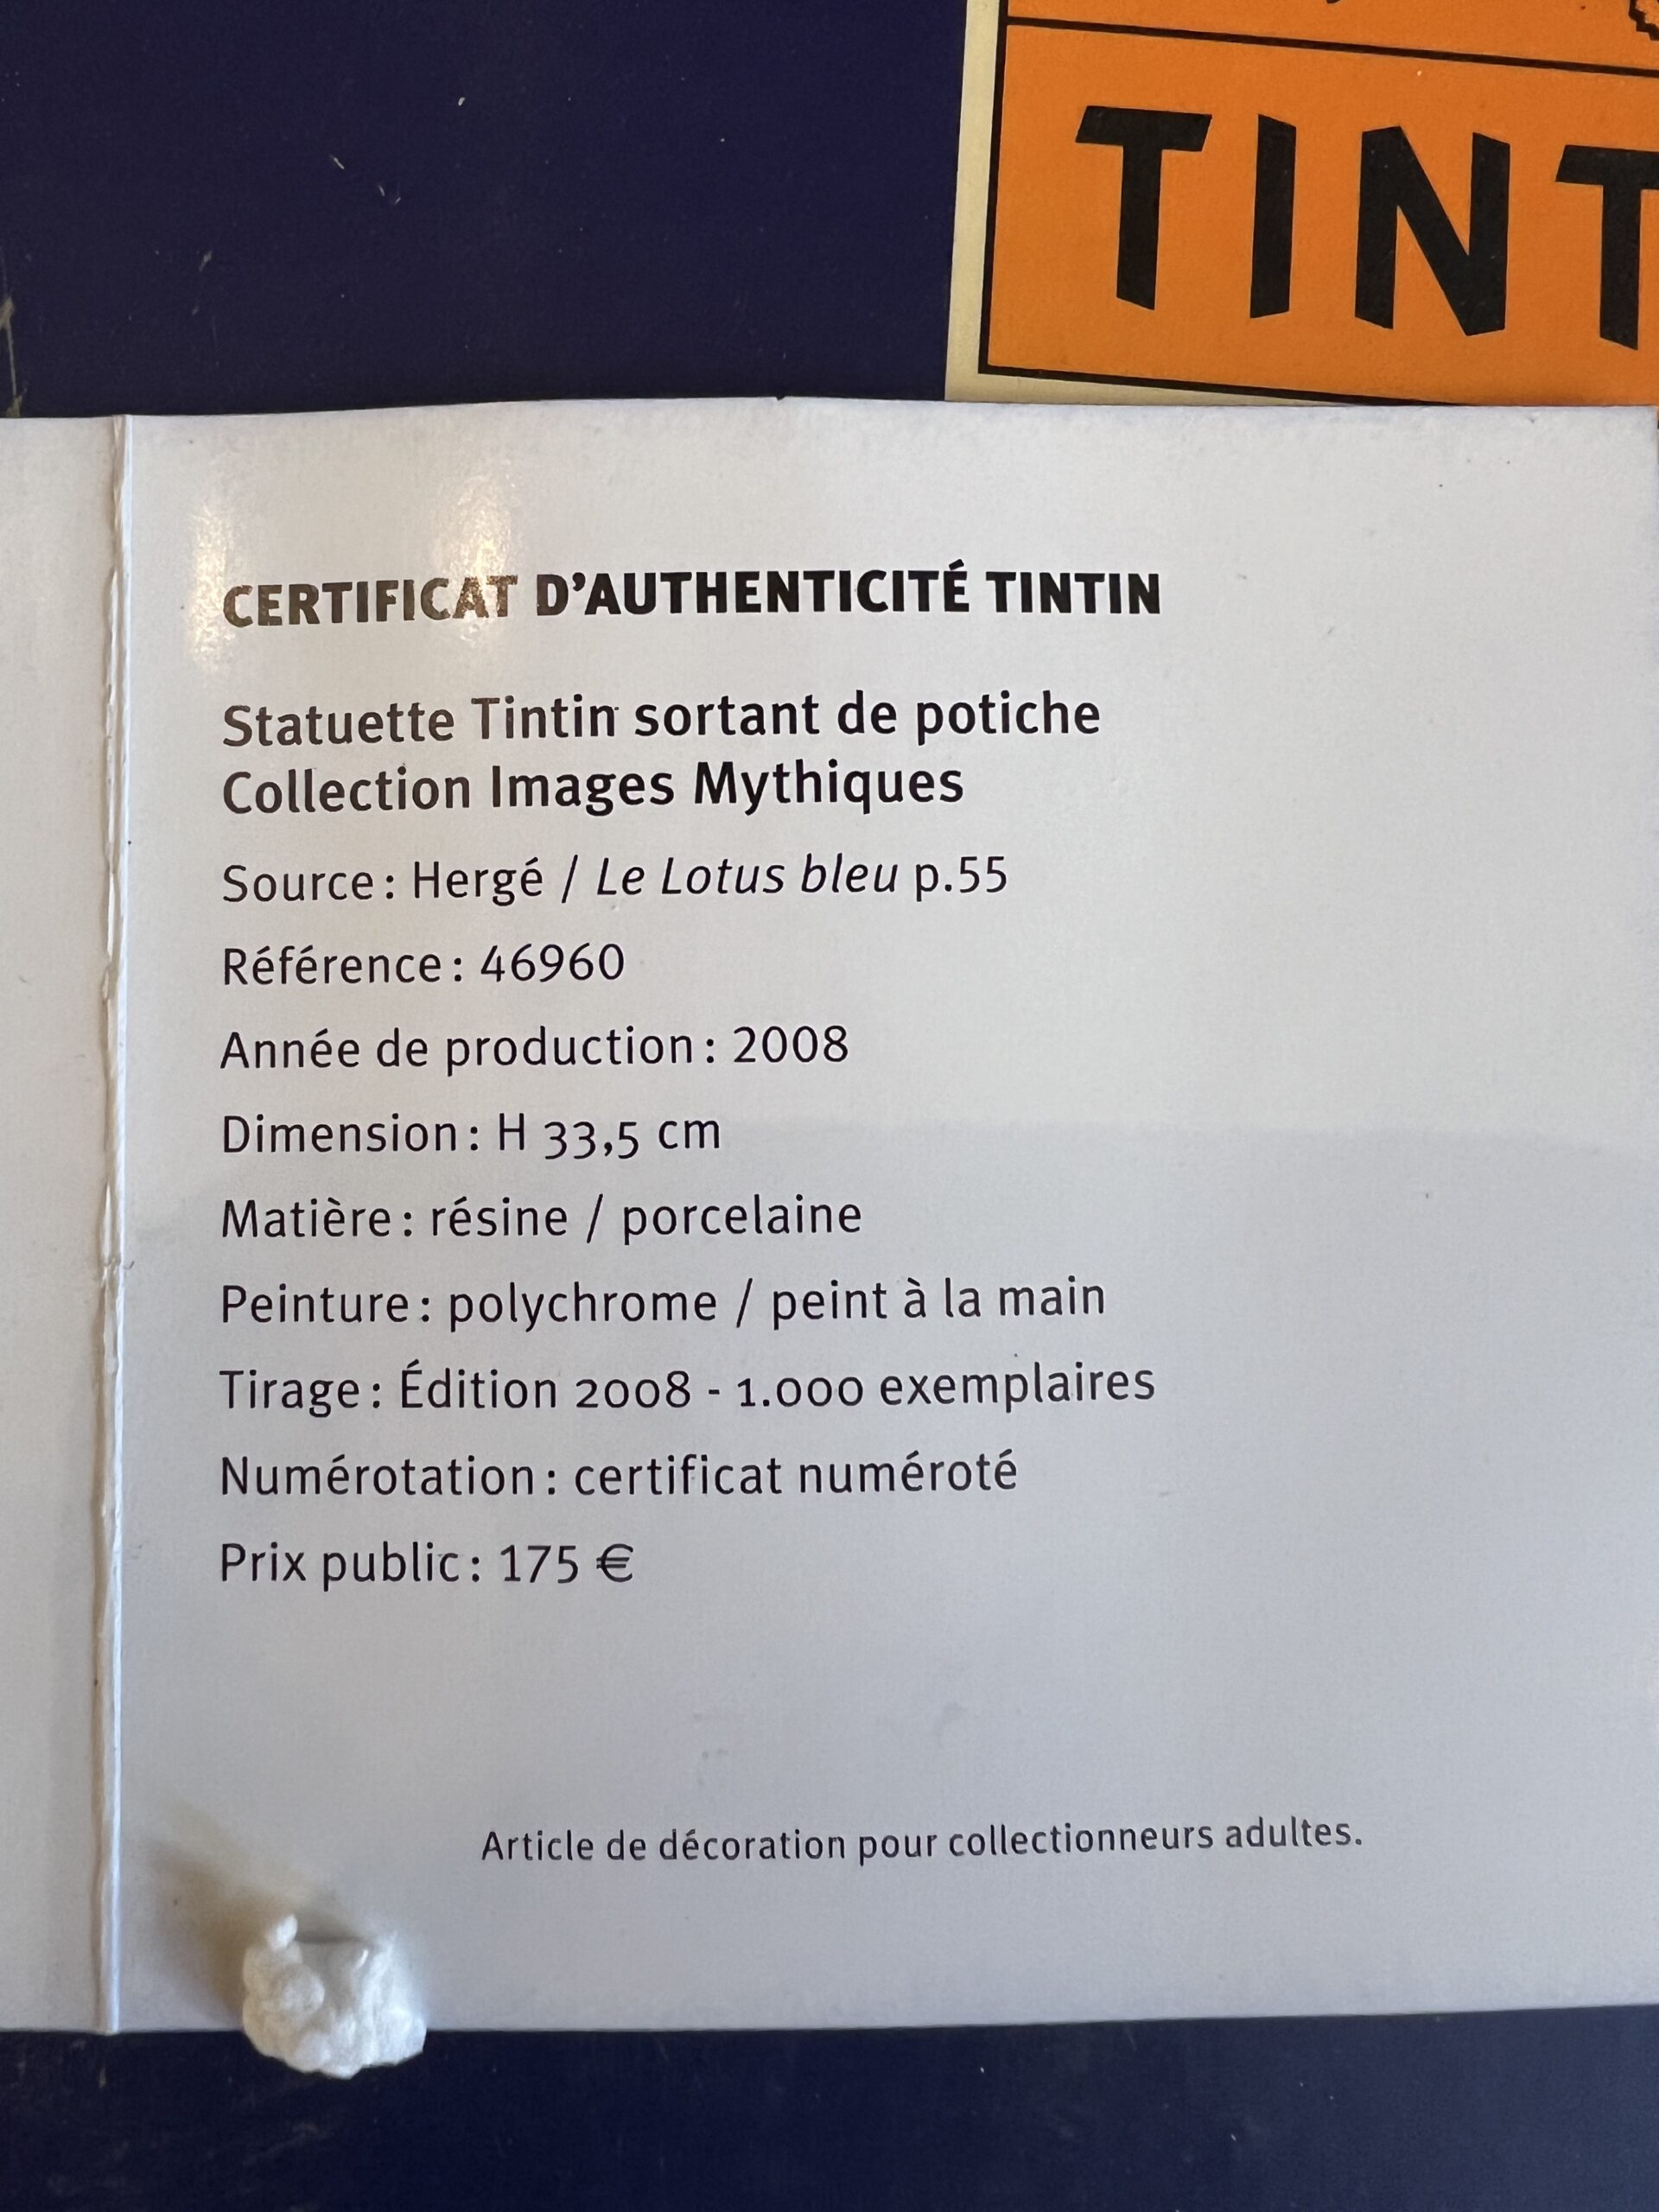 TINT
CERTIFICAT D'AUTHENTICITÉ TINTIN
Statuette Tintin sortant de potiche
Collection Images Mythiques
Source : Hergé / Le Lotus bleu p.55
Référence : 46960
Année de production : 2008
Dimension : H 33,5 cm
Matière : résine / porcelaine
Peinture : polychrome / peint à la main
Tirage : Édition 2008 - 1.000 exemplaires
Numérotation : certificat numéroté
Prix public : 175 €
Article de décoration pour collectionneurs adultes.